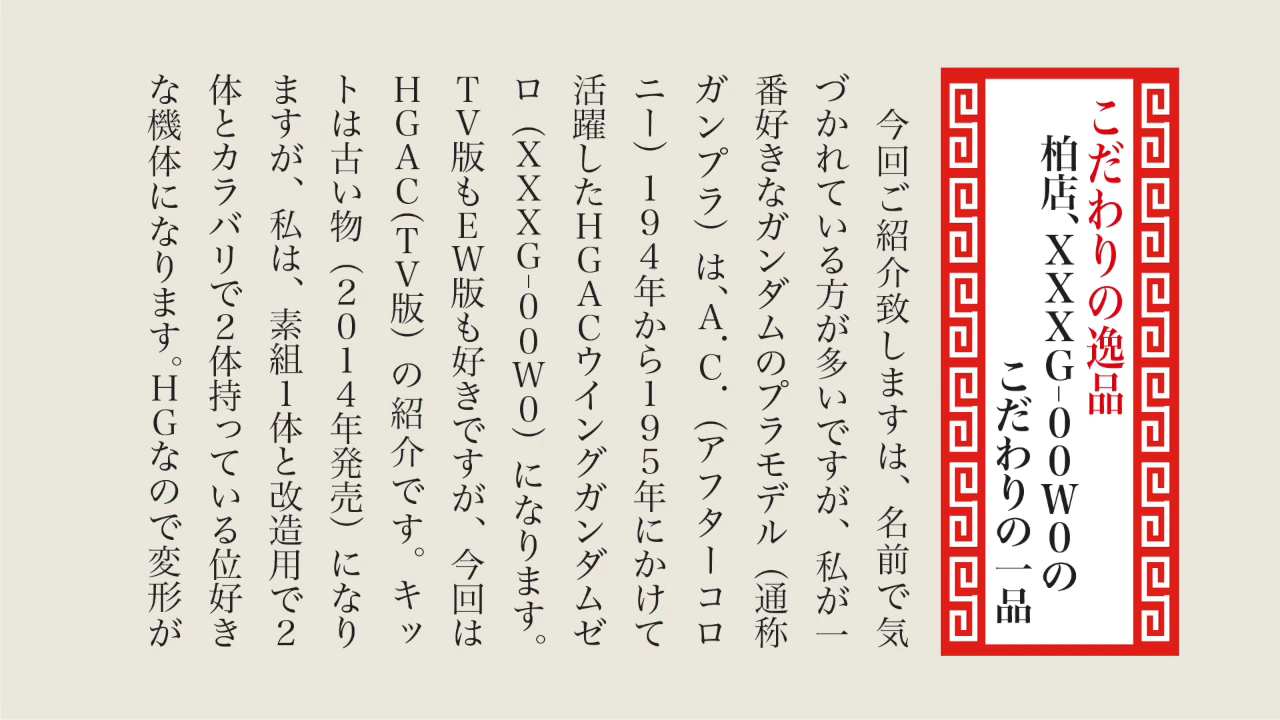 こだわりの逸品
柏店、XXXG-00W0の
こだわりの一品
今回ご紹介致しますは、名前で気
づかれている方が多いですが、私が一
番好きなガンダムのプラモデル（通称
ガンプラ）は、A.C.（アフターコロ
ニー）194年から195年にかけて
活躍したHGACウイングガンダムゼ
ロ（XXXG-00W0）になります。
TV版もEW版も好きですが、今回は
HGAC(TV版）の紹介です。キッ
トは古い物（2014年発売）になり
ますが、私は、素組1体と改造用で2
体とカラバリで2体持っている位好き
な機体になります。HGなので変形が